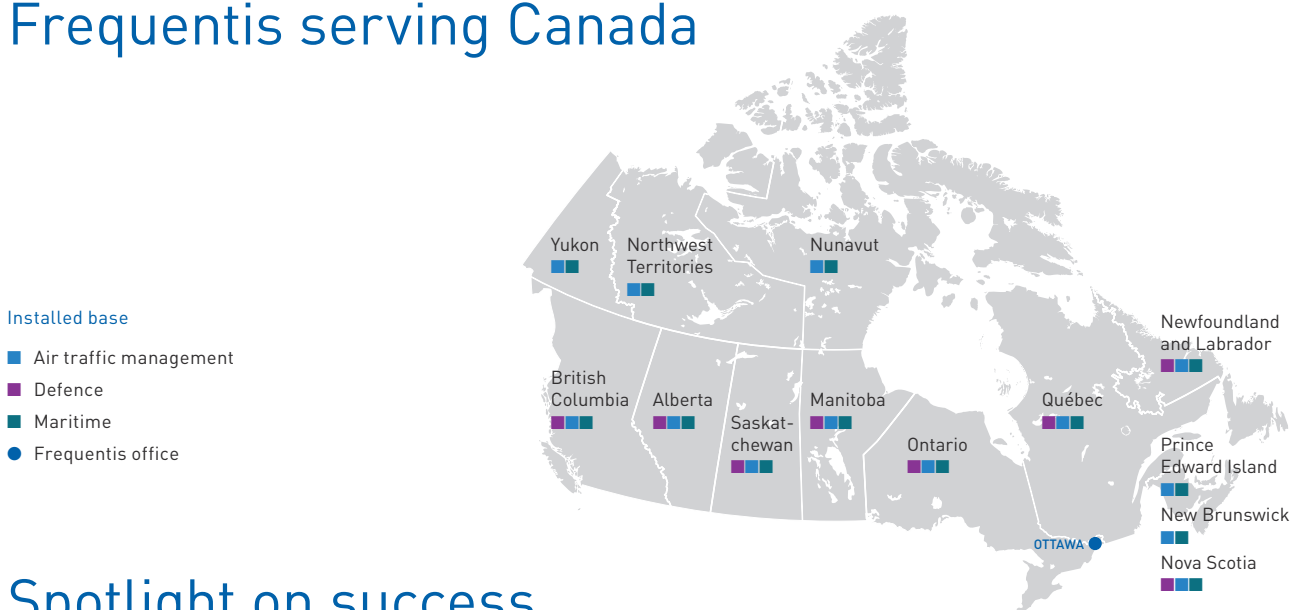 Frequentis serving Canada
Yukon
Northwest
Territories
Nunavut
Installed base
Air traffic management
Defence
Maritime
Frequentis office
Newfoundland
and Labrador
British
Columbia
Alberta
Saskat-
chewan
Manitoba
Ontario
Québec
Prince
Edward Island
New Brunswick
OTTAWA
Nova Scotia
Spotlight on success